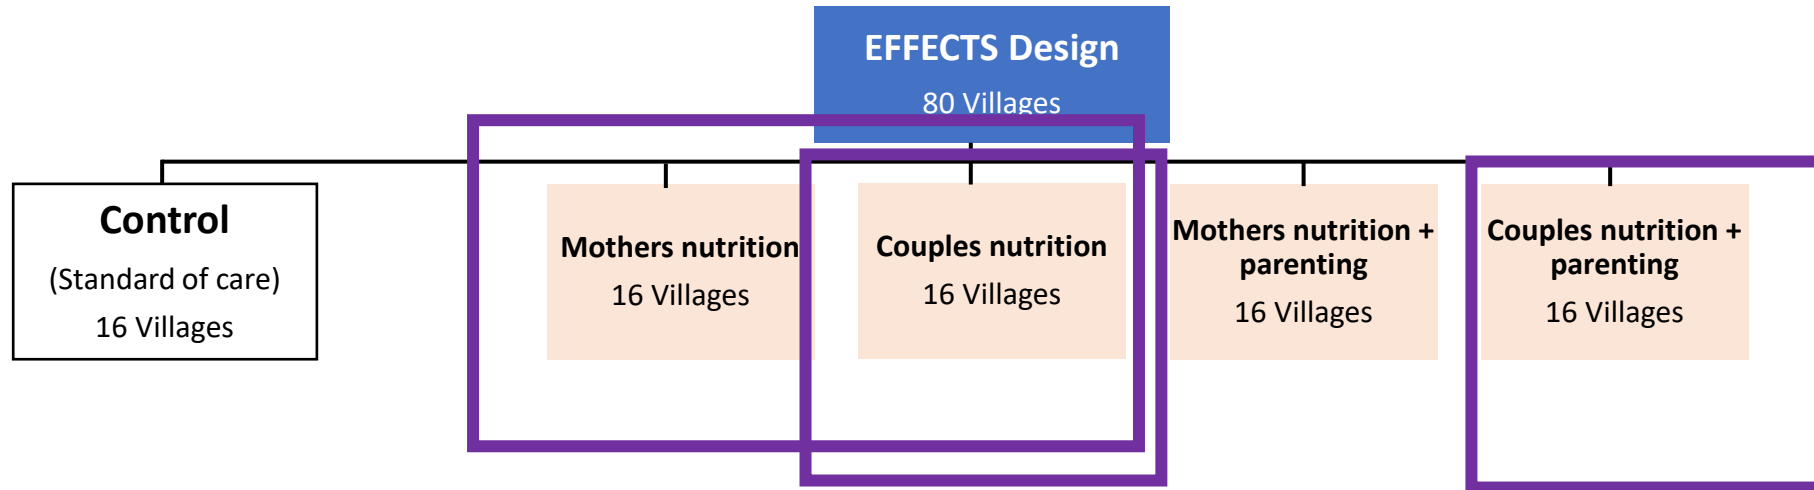 EFFECTS Design
80 Villages
Control
(Standard of care)
16 Villages
Mothers nutrition
16 Villages
Couples nutrition
16 Villages
Mothers nutrition +
parenting
16 Villages
Couples nutrition +
parenting
16 Villages